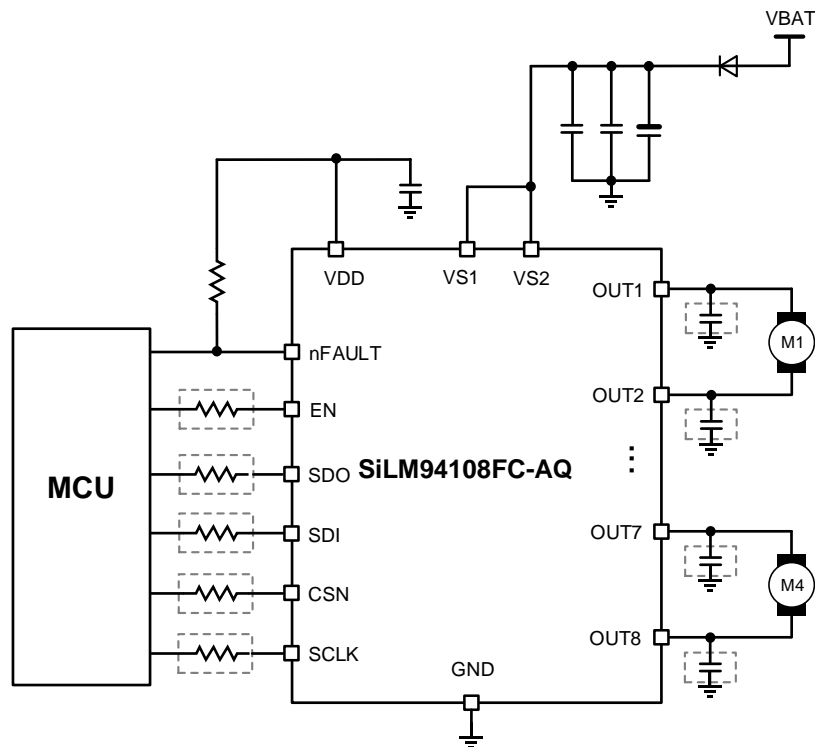 VBAT
VDD
VS1
VS2
OUT1
nFAULT
M1
EN
OUT2
MCU
SDO
SiLM94108FC-AQ
SDI
OUT7
CSN
M4
SCLK
OUT8
GND